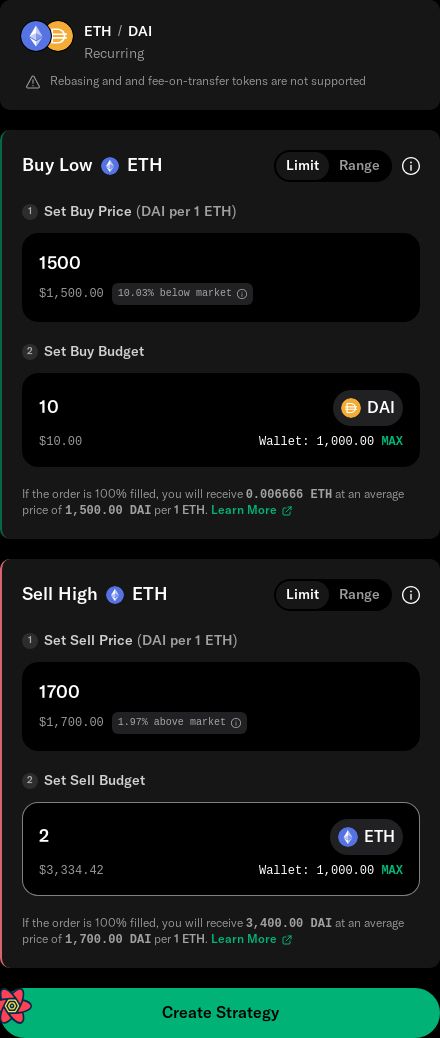 ETH / DAI
Recurring
Rebasing and and fee-on-transfer tokens are not supported
Buy Low ETH Limit Range
1 Set Buy Price (DAI per 1 ETH)
1500
$1,500.00 10.03% below market
2 Set Buy Budget
10 DAI
$10.00 Wallet: 1,000.00 MAX
If the order is 100% filled, you will receive 0.006666 ETH at an average
price of 1,500.00 DAI per 1 ETH. Learn More
Sell High ETH Limit Range
1 Set Sell Price (DAI per 1 ETH)
1700
$1,700.00 1.97% above market
2 Set Sell Budget
2 ETH
$3,334.42 Wallet: 1,000.00 MAX
If the order is 100% filled, you will receive 3,400.00 DAI at an average
price of 1,700.00 DAI per 1 ETH. Learn More
Create Strategy